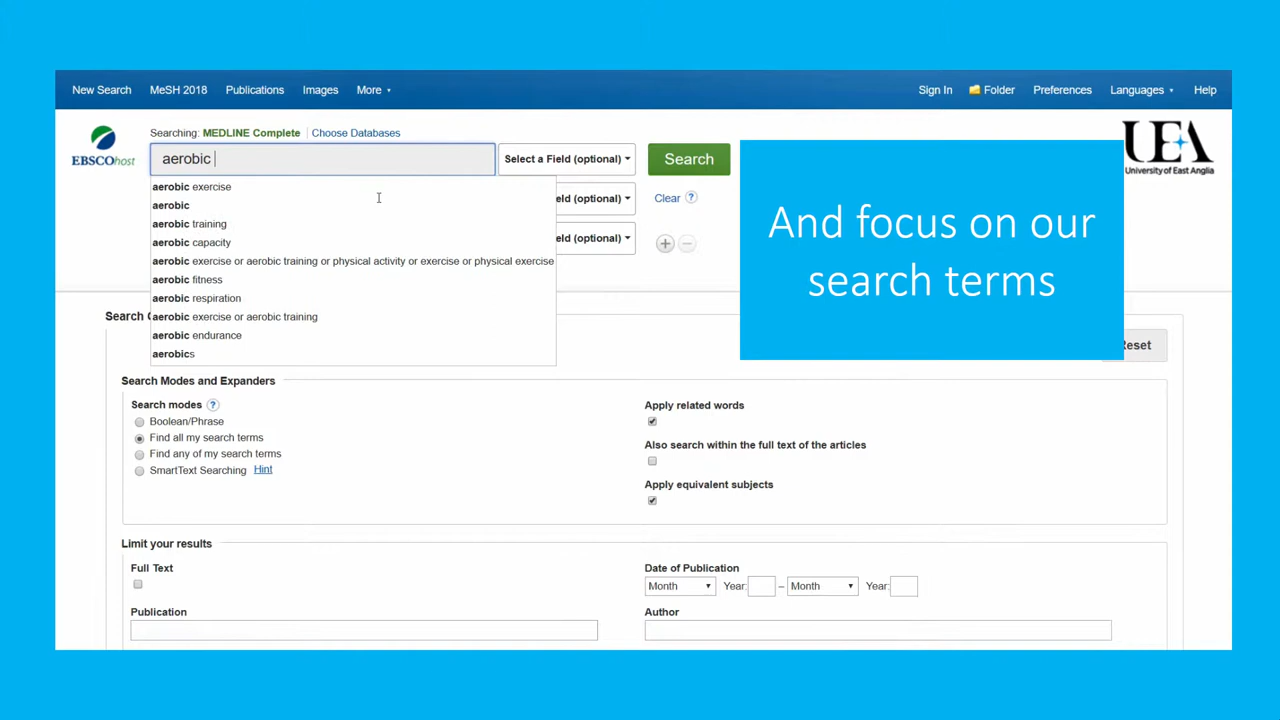 New Search MeSH 2018 Publications Images More Sign In Folder Preferences Languages Help
Searching: MEDLINE Complete Choose Databases
EBSCOhost
aerobic
Select a Field (optional)
Search
UEA
University of East Anglia
aerobic exercise
aerobic
aerobic training
aerobic capacity
aerobic exercise or aerobic training or physical activity or exercise or physical exercise
aerobic fitness
aerobic respiration
aerobic exercise or aerobic training
aerobic endurance
aerobics
eld (optional)
Clear ?
eld (optional)
And focus on our
search terms
Search
Reset
Search Modes and Expanders
Search modes ?
Boolean/Phrase
Find all my search terms
Find any of my search terms
SmartText Searching Hint
Apply related words
Also search within the full text of the articles
Apply equivalent subjects
Limit your results
Full Text
Date of Publication
Month Year: – Month Year:
Publication
Author